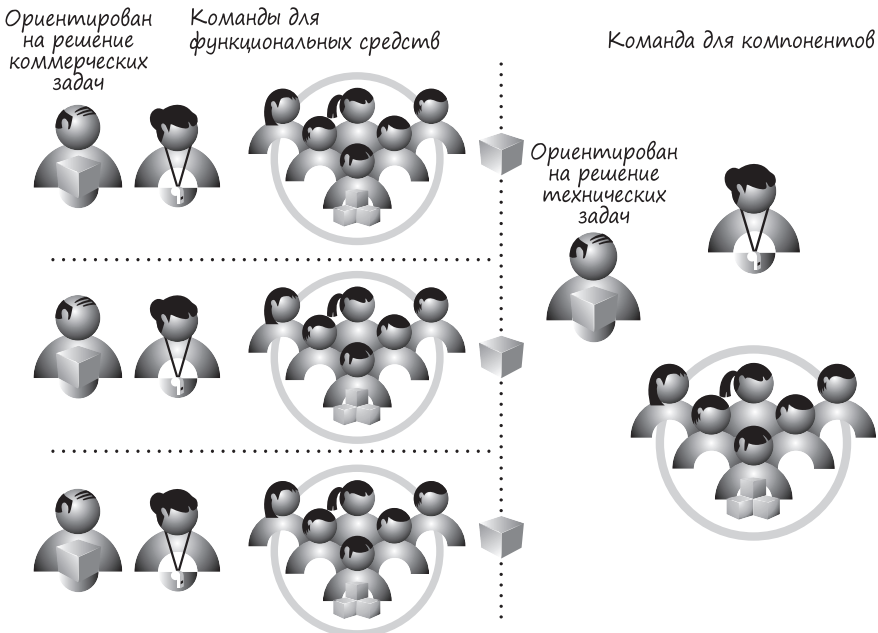 Ориентирован
на решение
коммерческих
задач
Команды для
функциональных средств
Команда для компонентов
Ориентирован
на решение
технических
задач